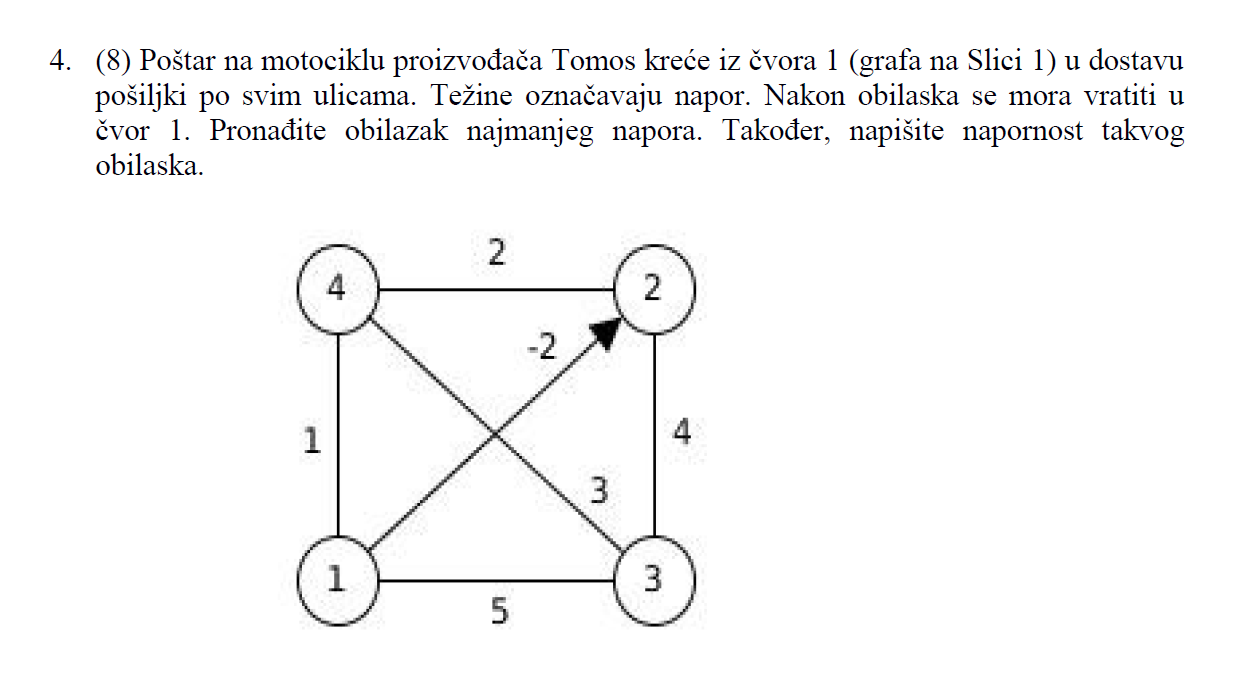 4. (8) Poštar na motociklu proizvođača Tomos kreće iz čvora 1 (grafa na Slici 1) u dostavu
pošiljki po svim ulicama. Težine označavaju napor. Nakon obilaska se mora vratiti u
čvor 1. Pronađite obilazak najmanjeg napora. Također, napišite napornost takvog
obilaska.
2
4
2
-2
1
4
3
1
3
5